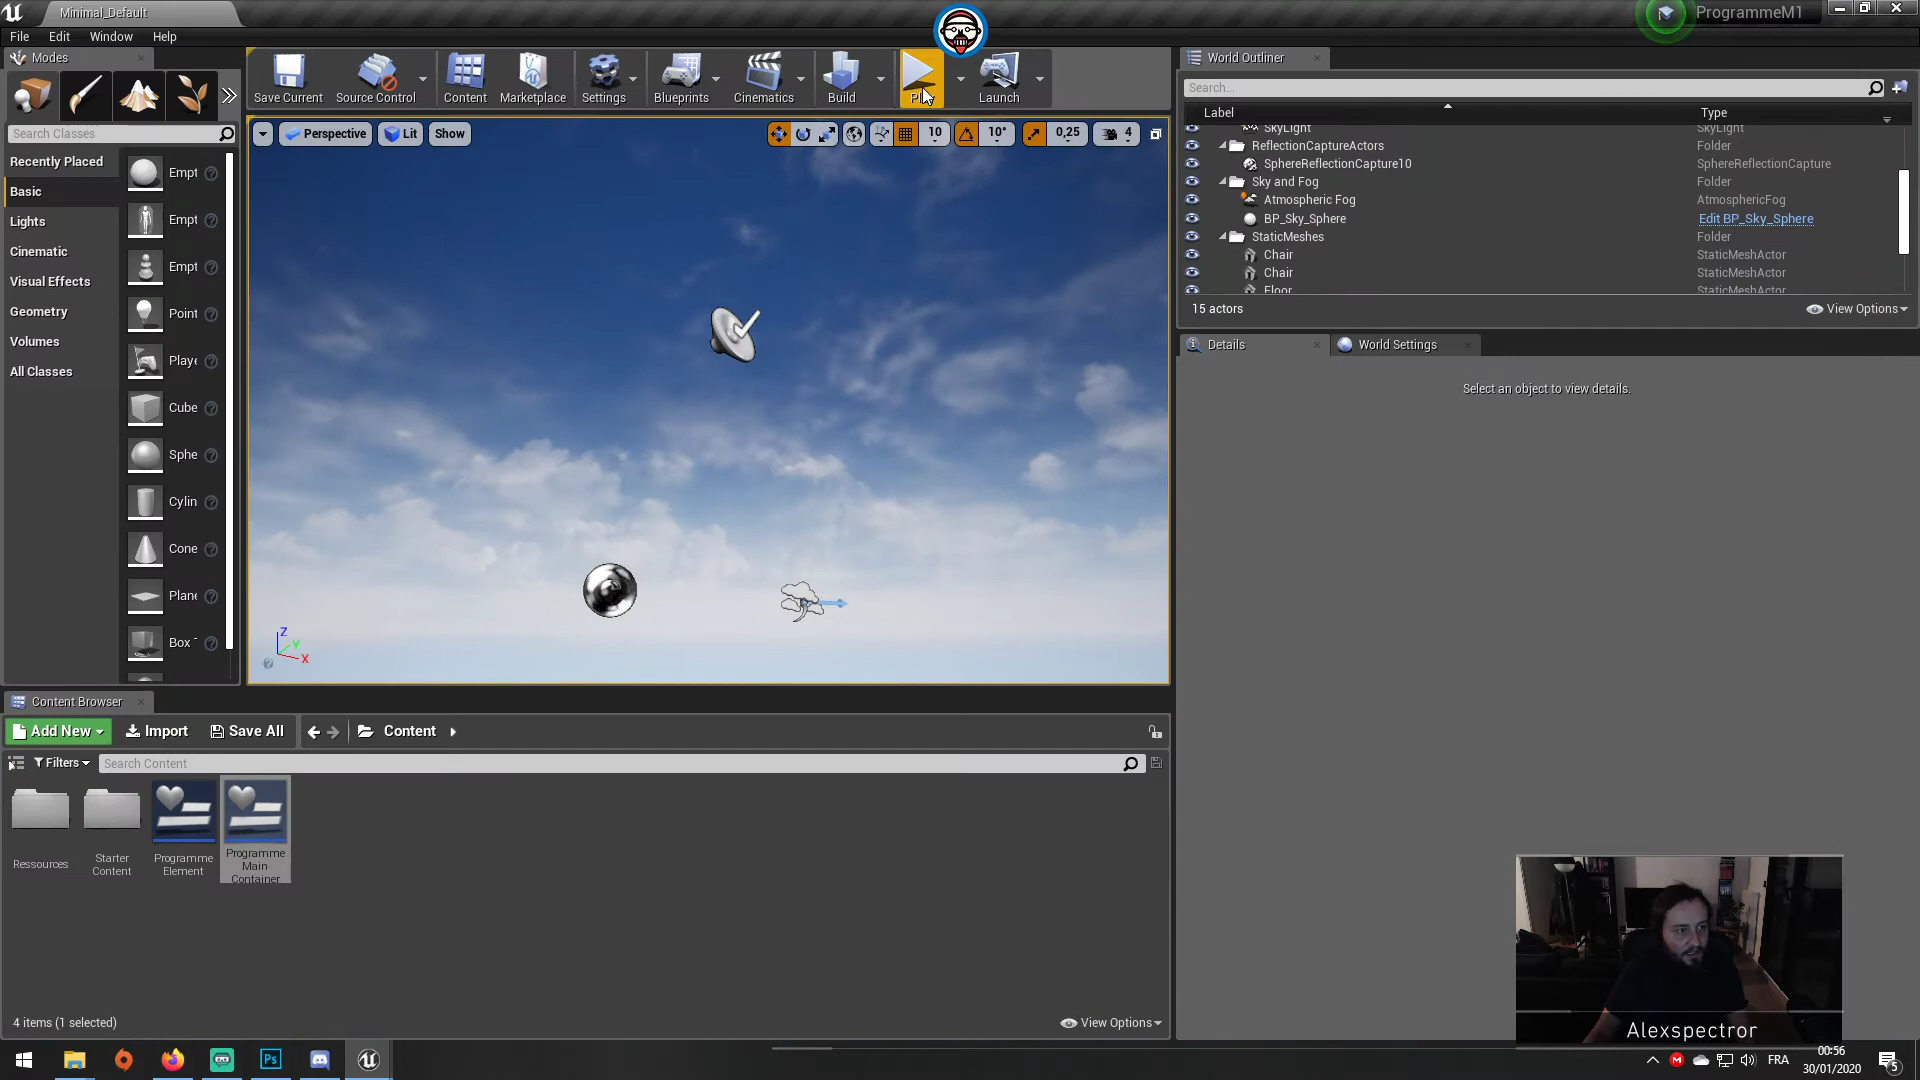 Minimal_Default
ProgrammeM1
File Edit Window Help
Modes
Save Current Source Control Content Marketplace Settings Blueprints Cinematics Build Launch
World Outliner
Search...
Label Type
SkyLight SkyLight
ReflectionCaptureActors Folder
SphereReflectionCapture10 SphereReflectionCapture
Sky and Fog Folder
Atmospheric Fog AtmosphericFog
BP_Sky_Sphere Edit BP_Sky_Sphere
StaticMeshes Folder
Chair StaticMeshActor
Chair StaticMeshActor
Floor StaticMeshActor
15 actors View Options
Search Classes
Recently Placed
Basic
Lights
Cinematic
Visual Effects
Geometry
Volumes
All Classes
Empt
Empt
Empt
Point
Playe
Cube
Sphe
Cylin
Cone
Plane
Box
Perspective Lit Show 10 10° 0,25 4
Z
Y
X
Details World Settings
Select an object to view details.
Content Browser
Add New Import Save All Content
Filters Search Content
Ressources
Starter Content
Programme Element
Programme Main Container
4 items (1 selected) View Options
Alexspectror
Ps
FRA
00:56
30/01/2020
5